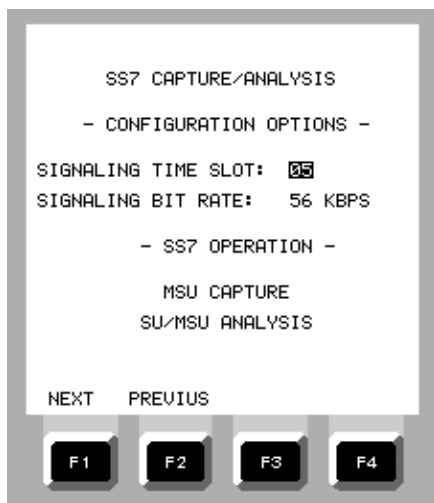 SS7 CAPTURE/ANALYSIS
- CONFIGURATION OPTIONS -
SIGNALING TIME SLOT: 05
SIGNALING BIT RATE: 56 KBPS
- SS7 OPERATION -
MSU CAPTURE
SU/MSU ANALYSIS
NEXT PREVIUS
F1 F2 F3 F4